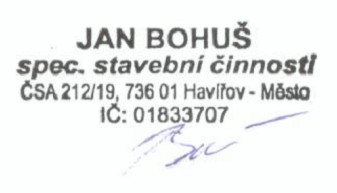 JAN BOHUŠ
spec. stavební činnosti
ČSA 212/19, 736 01 Havířov - Město
IČ: 01833707